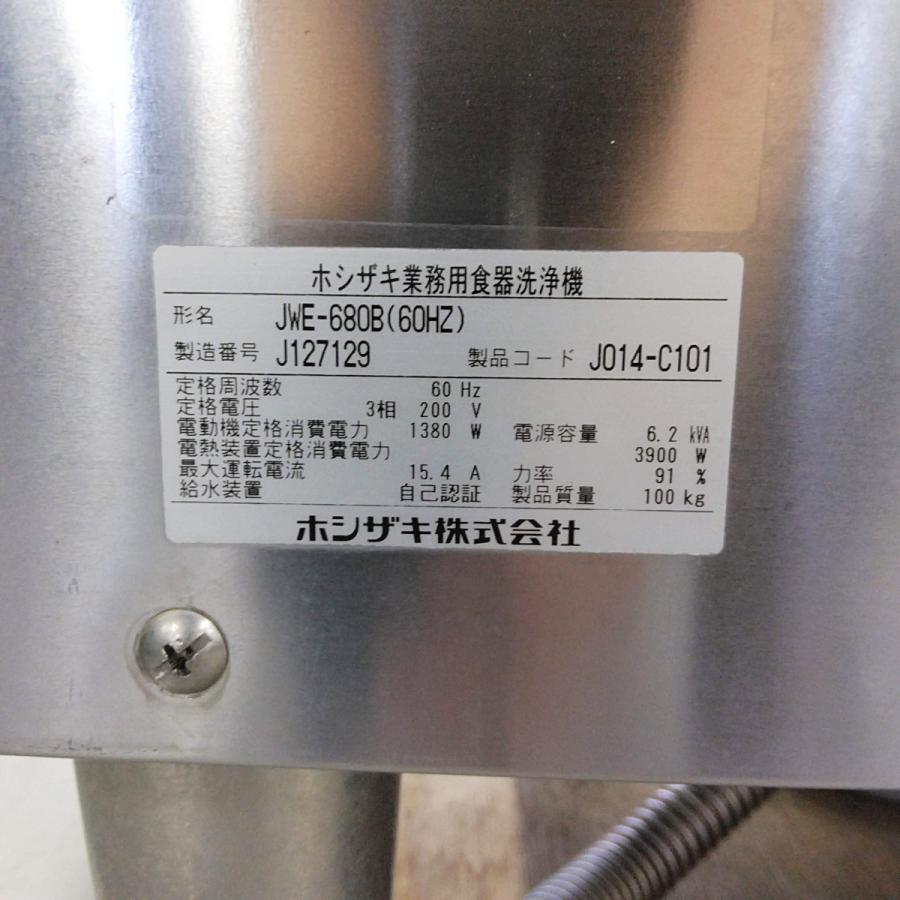 ホシザキ業務用食器洗浄機
形名 JWE-680B(60HZ)
製造番号 J127129 製品コード J014-C101
定格周波数 60 Hz
定格電圧 3相 200 V
電動機定格消費電力 1380 W 電源容量 6.2 kVA
電熱装置定格消費電力 3900 W
最大運転電流 15.4 A 力率 91 %
給水装置 自己認証 製品質量 100 kg
ホシザキ株式会社